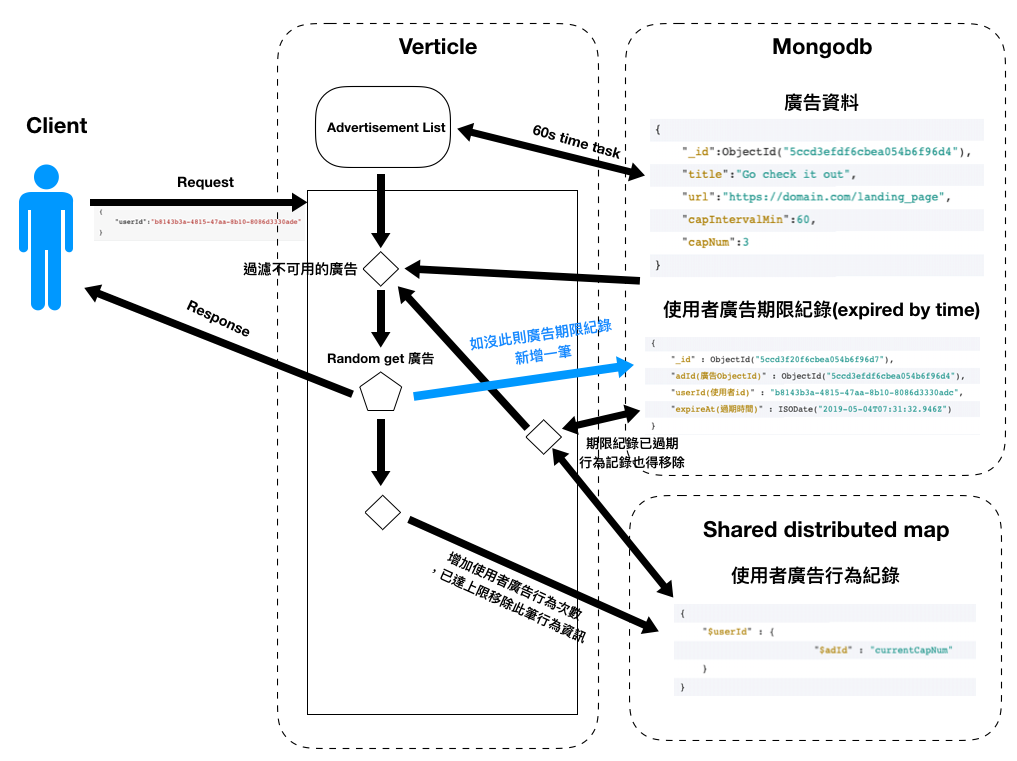 Client
Request
{
"userId":"b8143b3a-4815-47aa-8b10-8086d3330adc"
}
Response
Verticle
Advertisement List
60s time task
過濾不可用的廣告
Random get 廣告
如沒此則廣告期限紀錄
新增一筆
期限紀錄已過期
行為記錄也得移除
增加使用者廣告行為次數
，已達上限移除此筆行為資訊
Mongodb
廣告資料
{
"_id":ObjectId("5ccd3efdf6cbea054b6f96d4"),
"title":"Go check it out",
"url":"https://domain.com/landing_page",
"capIntervalMin":60,
"capNum":3
}
使用者廣告期限紀錄(expired by time)
{
"_id" : ObjectId("5ccd3f20f6cbea054b6f96d7"),
"adId(廣告ObjectId)" : ObjectId("5ccd3efdf6cbea054b6f96d4"),
"userId(使用者id)" : "b8143b3a-4815-47aa-8b10-8086d3330adc",
"expireAt(過期時間)" : ISODate("2019-05-04T07:31:32.946Z")
}
Shared distributed map
使用者廣告行為紀錄
{
"$userId" : {
"$adId" : "currentCapNum"
}
}